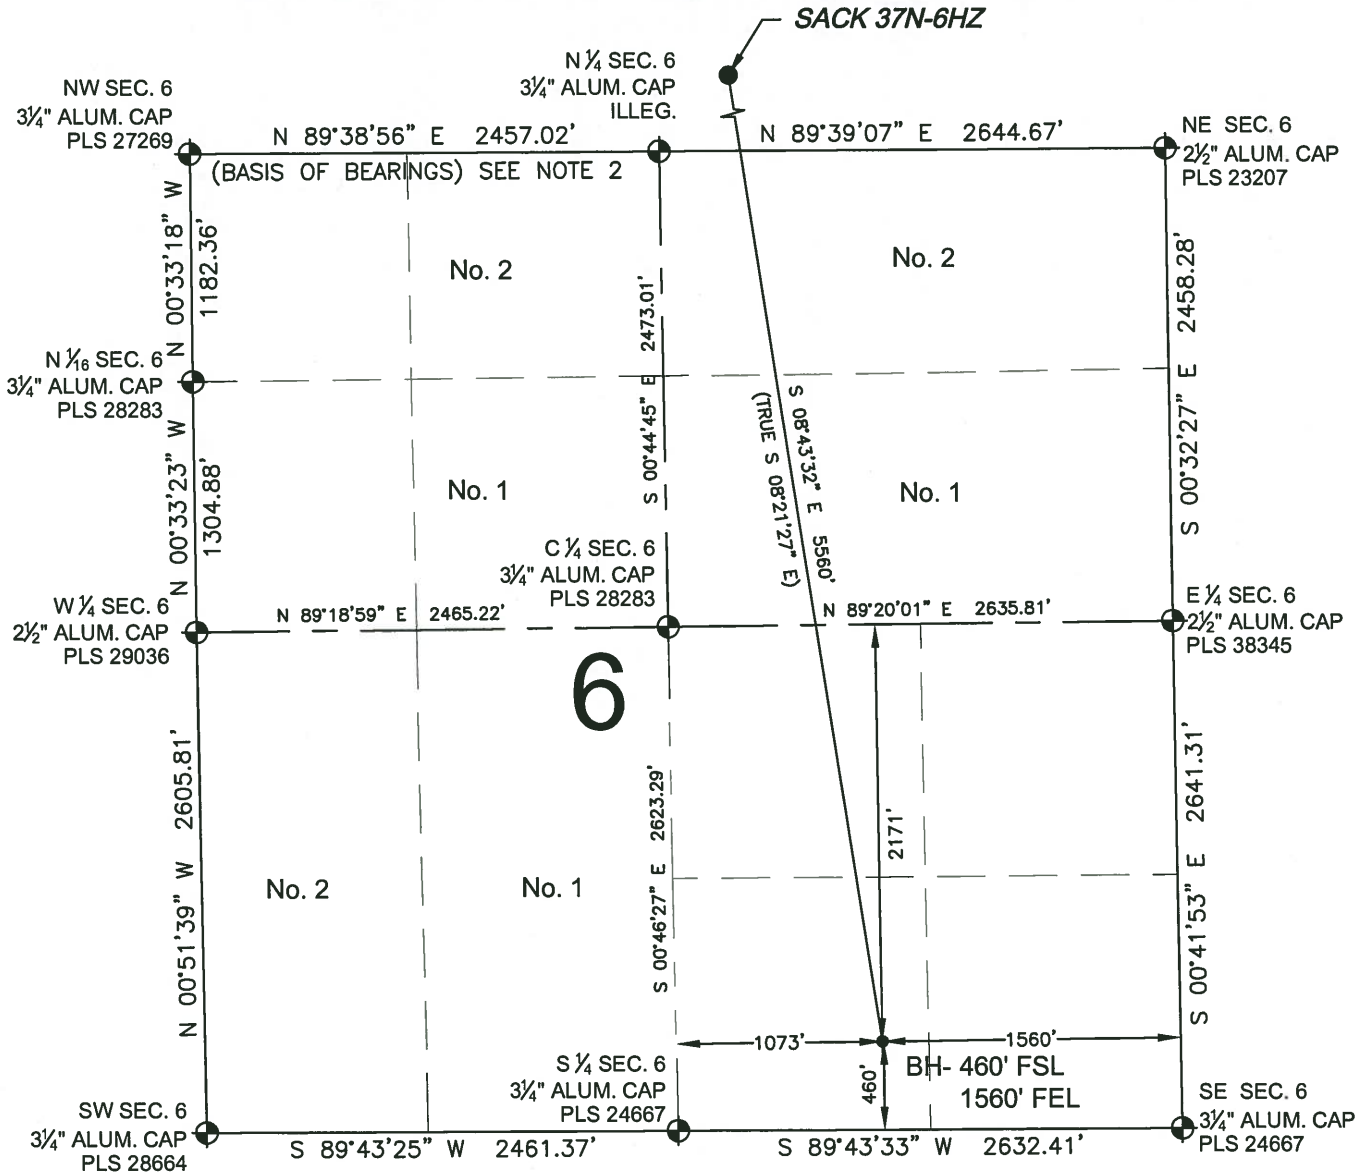 SACK 37N-6HZ
N ¼ SEC. 6
3¼" ALUM. CAP
ILLEG.
NW SEC. 6
3¼" ALUM. CAP
PLS 27269
N 89°38'56" E 2457.02'
(BASIS OF BEARINGS) SEE NOTE 2
N 89°39'07" E 2644.67'
NE SEC. 6
2½" ALUM. CAP
PLS 23207
N 00°33'18" W
1182.36'
No. 2
No. 2
S 00°44'45" E 2473.01'
S 00°32'27" E 2458.28'
N 1⁄16 SEC. 6
3¼" ALUM. CAP
PLS 28283
S 08°43'32" E 5560'
(TRUE S 08°21'27" E)
N 00°33'23" W
1304.88'
No. 1
No. 1
C ¼ SEC. 6
3¼" ALUM. CAP
PLS 28283
W ¼ SEC. 6
2½" ALUM. CAP
PLS 29036
N 89°18'59" E 2465.22'
N 89°20'01" E 2635.81'
E ¼ SEC. 6
2½" ALUM. CAP
PLS 38345
6
N 00°51'39" W 2605.81'
S 00°46'27" E 2623.29'
2171'
S 00°41'53" E 2641.31'
No. 2
No. 1
1073'
1560'
460'
BH- 460' FSL
1560' FEL
S ¼ SEC. 6
3¼" ALUM. CAP
PLS 24667
SW SEC. 6
3¼" ALUM. CAP
PLS 28664
S 89°43'25" W 2461.37'
S 89°43'33" W 2632.41'
SE SEC. 6
3¼" ALUM. CAP
PLS 24667